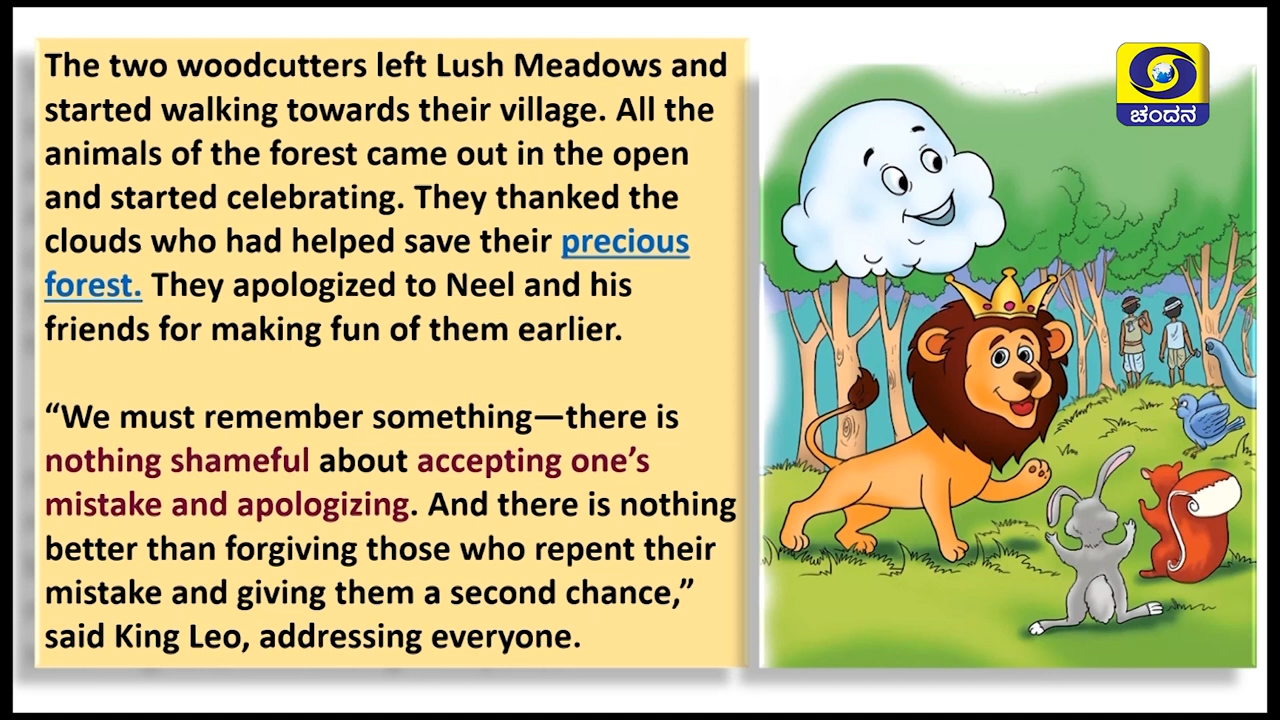 The two woodcutters left Lush Meadows and
started walking towards their village. All the
animals of the forest came out in the open
and started celebrating. They thanked the
clouds who had helped save their precious
forest. They apologized to Neel and his
friends for making fun of them earlier.
“We must remember something—there is
nothing shameful about accepting one’s
mistake and apologizing. And there is nothing
better than forgiving those who repent their
mistake and giving them a second chance,”
said King Leo, addressing everyone.
ಚಂದನ